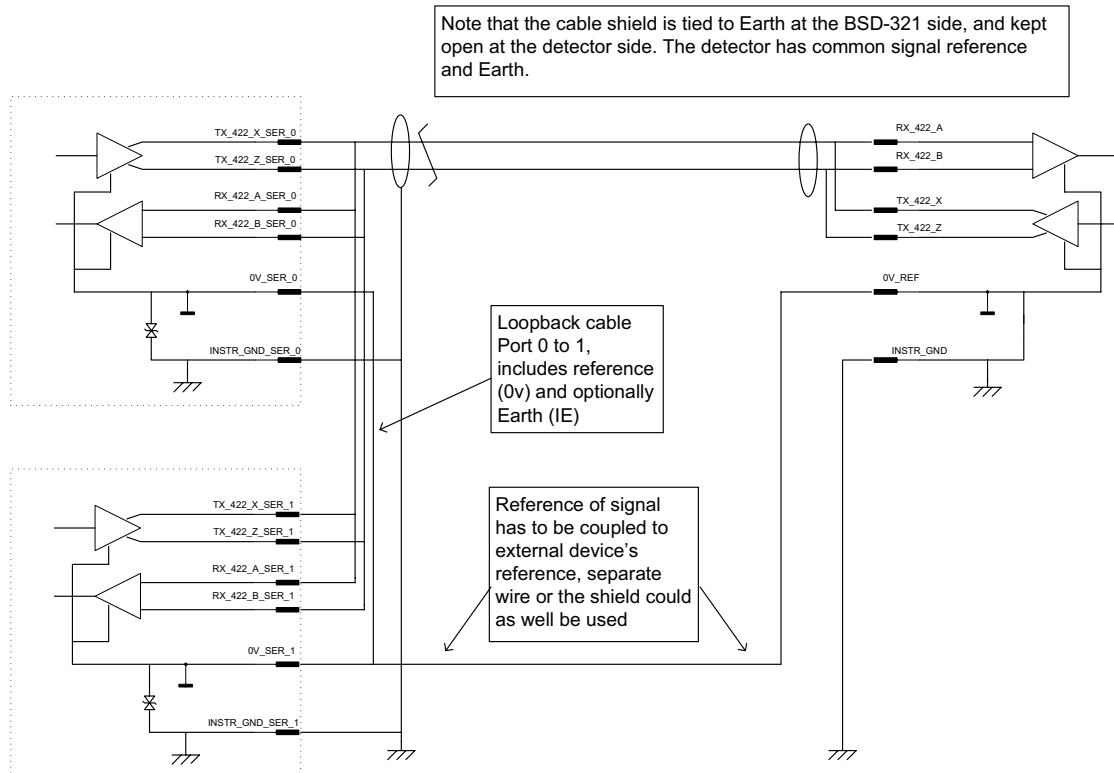 Note that the cable shield is tied to Earth at the BSD-321 side, and kept
open at the detector side. The detector has common signal reference
and Earth.
TX_422_X_SER_0
TX_422_Z_SER_0
RX_422_A_SER_0
RX_422_B_SER_0
0V_SER_0
INSTR_GND_SER_0
RX_422_A
RX_422_B
TX_422_X
TX_422_Z
0V_REF
INSTR_GND
Loopback cable
Port 0 to 1,
includes reference
(0v) and optionally
Earth (IE)
TX_422_X_SER_1
TX_422_Z_SER_1
RX_422_A_SER_1
RX_422_B_SER_1
0V_SER_1
INSTR_GND_SER_1
Reference of signal
has to be coupled to
external device's
reference, separate
wire or the shield could
as well be used